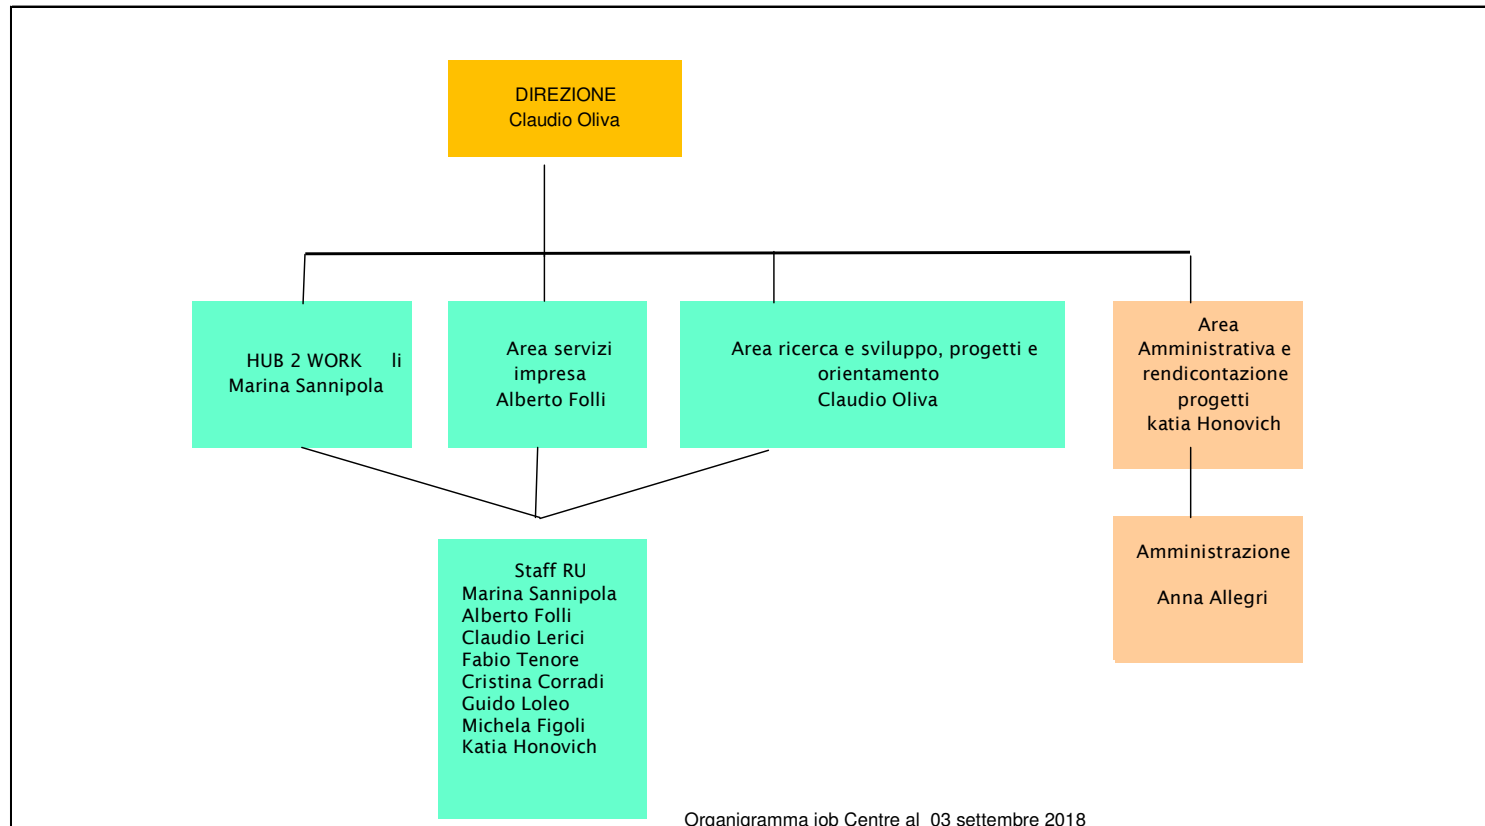 DIREZIONE
Claudio Oliva
HUB 2 WORK li
Marina Sannipola
Area servizi
impresa
Alberto Folli
Area ricerca e sviluppo, progetti e
orientamento
Claudio Oliva
Area
Amministrativa e
rendicontazione
progetti
katia Honovich
Staff RU
Marina Sannipola
Alberto Folli
Claudio Lerici
Fabio Tenore
Cristina Corradi
Guido Loleo
Michela Figoli
Katia Honovich
Amministrazione
Anna Allegri
Organigramma job Centre al 03 settembre 2018